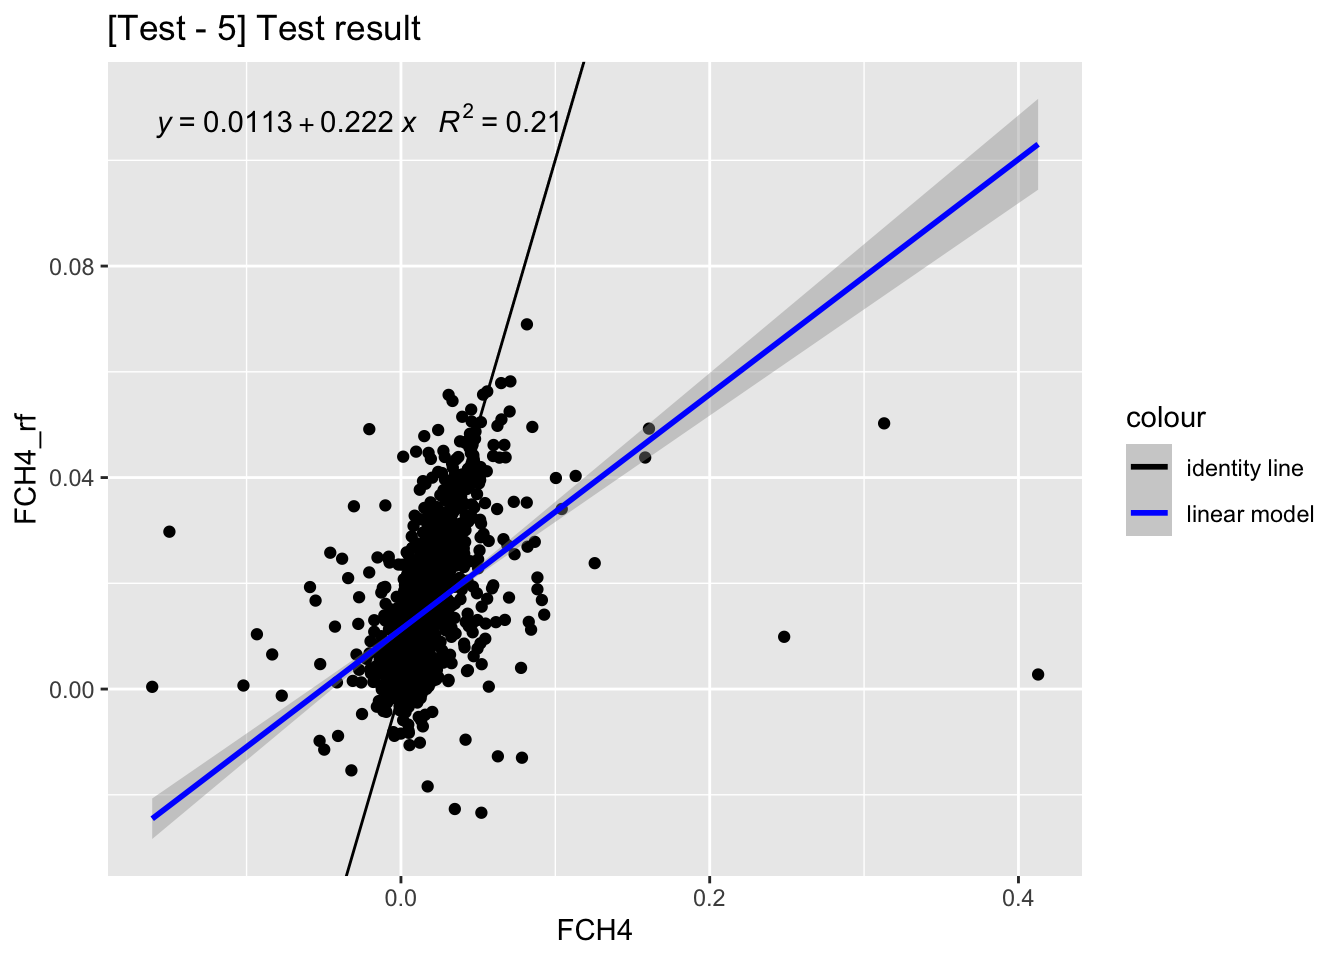 [Test - 5] Test result
y = 0.0113 + 0.222 x R² = 0.21
0.08
0.04
0.00
0.0 0.2 0.4
FCH4
FCH4_rf
colour
identity line
linear model